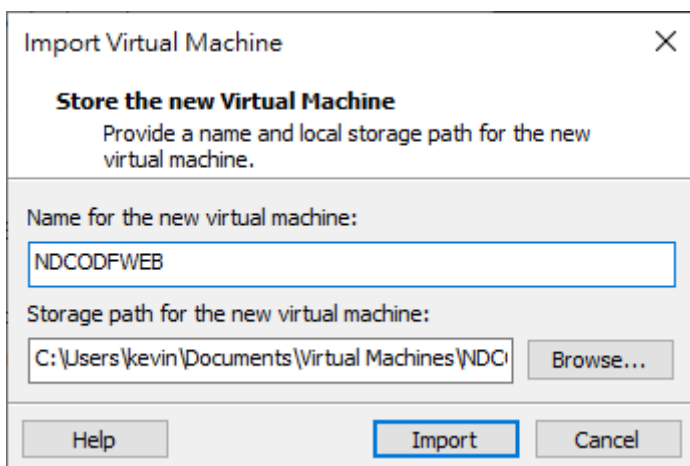 Import Virtual Machine
Store the new Virtual Machine
Provide a name and local storage path for the new
virtual machine.
Name for the new virtual machine:
NDCODFWEB
Storage path for the new virtual machine:
C:\Users\kevin\Documents\Virtual Machines\NDC
Browse...
Help
Import
Cancel